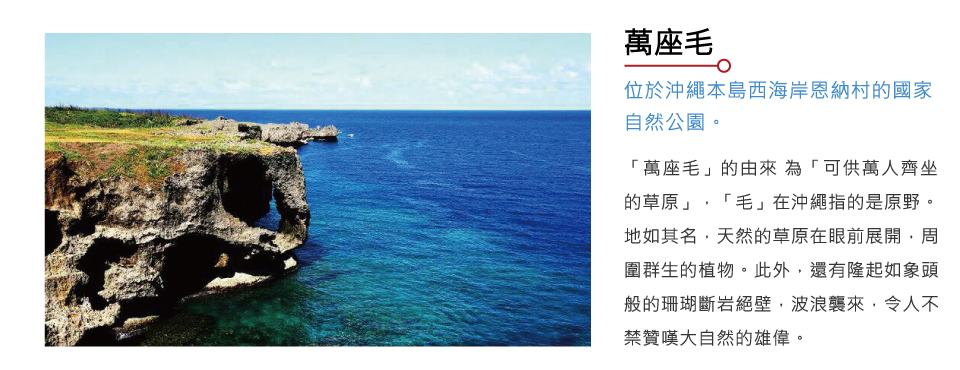 萬座毛
位於沖繩本島西海岸恩納村的國家
自然公園。
「萬座毛」的由來 為「可供萬人齊坐
的草原」，「毛」在沖繩指的是原野。
地如其名，天然的草原在眼前展開，周
圍群生的植物。此外，還有隆起如象頭
般的珊瑚斷岩絕壁，波浪襲來，令人不
禁贊嘆大自然的雄偉。